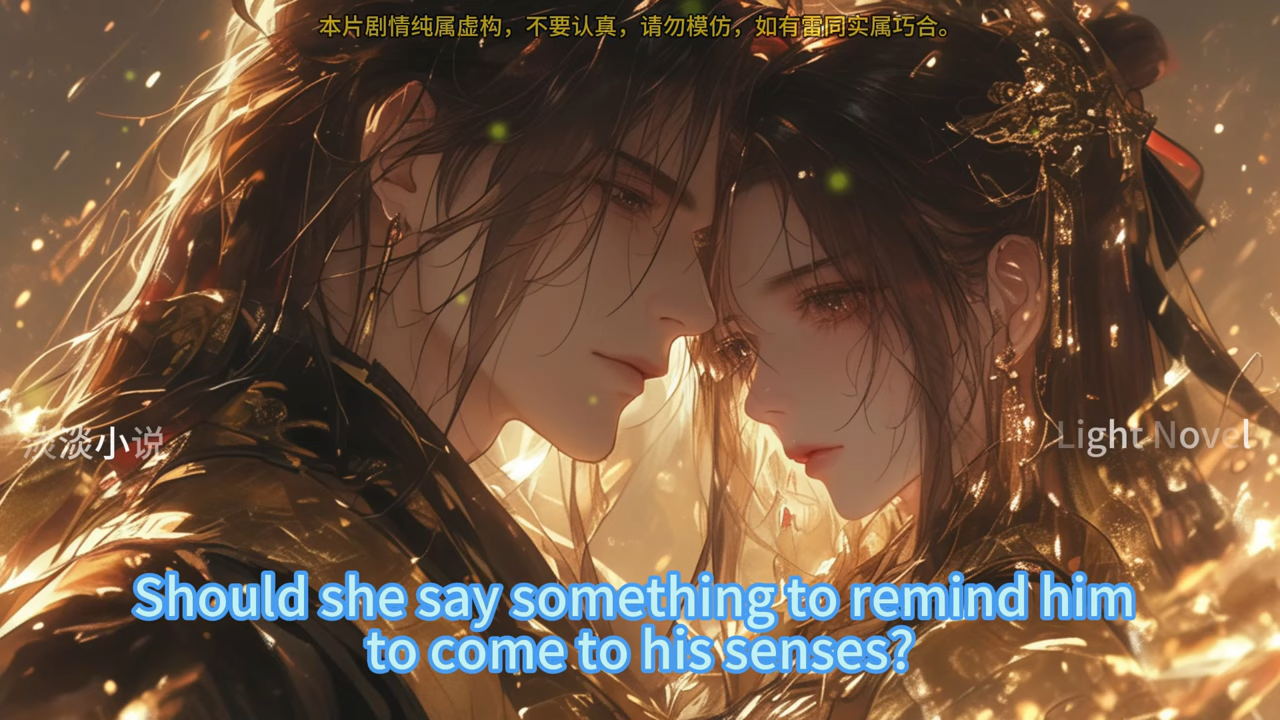 本片剧情纯属虚构，不要认真，请勿模仿，如有雷同实属巧合。
淡淡小说
Light Novel
Should she say something to remind him
to come to his senses?